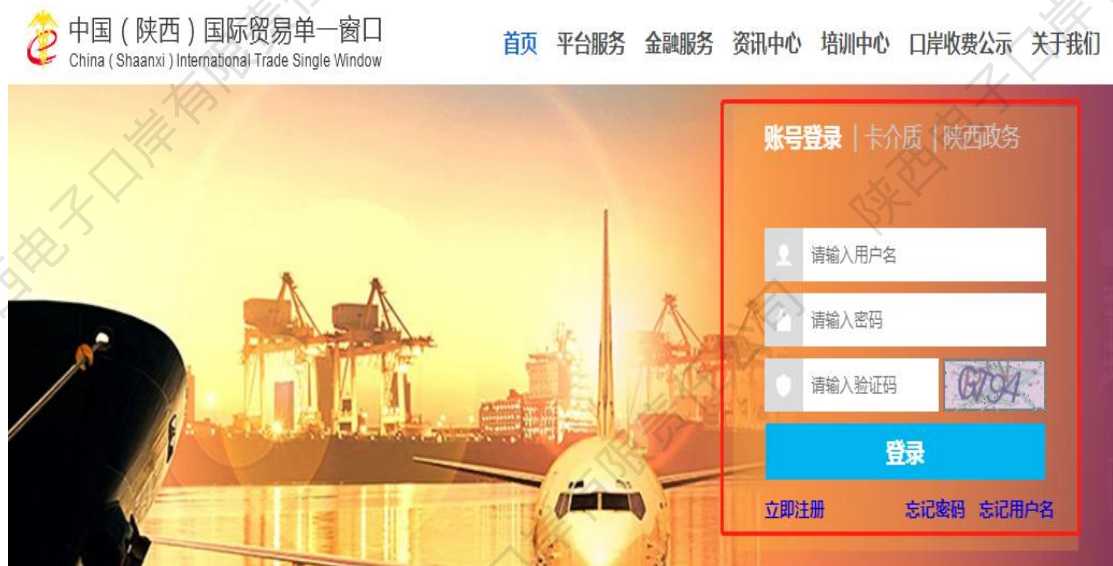 中国（陕西）国际贸易单一窗口
China ( Shaanxi ) International Trade Single Window
首页 平台服务 金融服务 资讯中心 培训中心 口岸收费公示 关于我们
账号登录 | 卡介质 | 陕西政务
请输入用户名
请输入密码
请输入验证码
登录
立即注册 忘记密码 忘记用户名